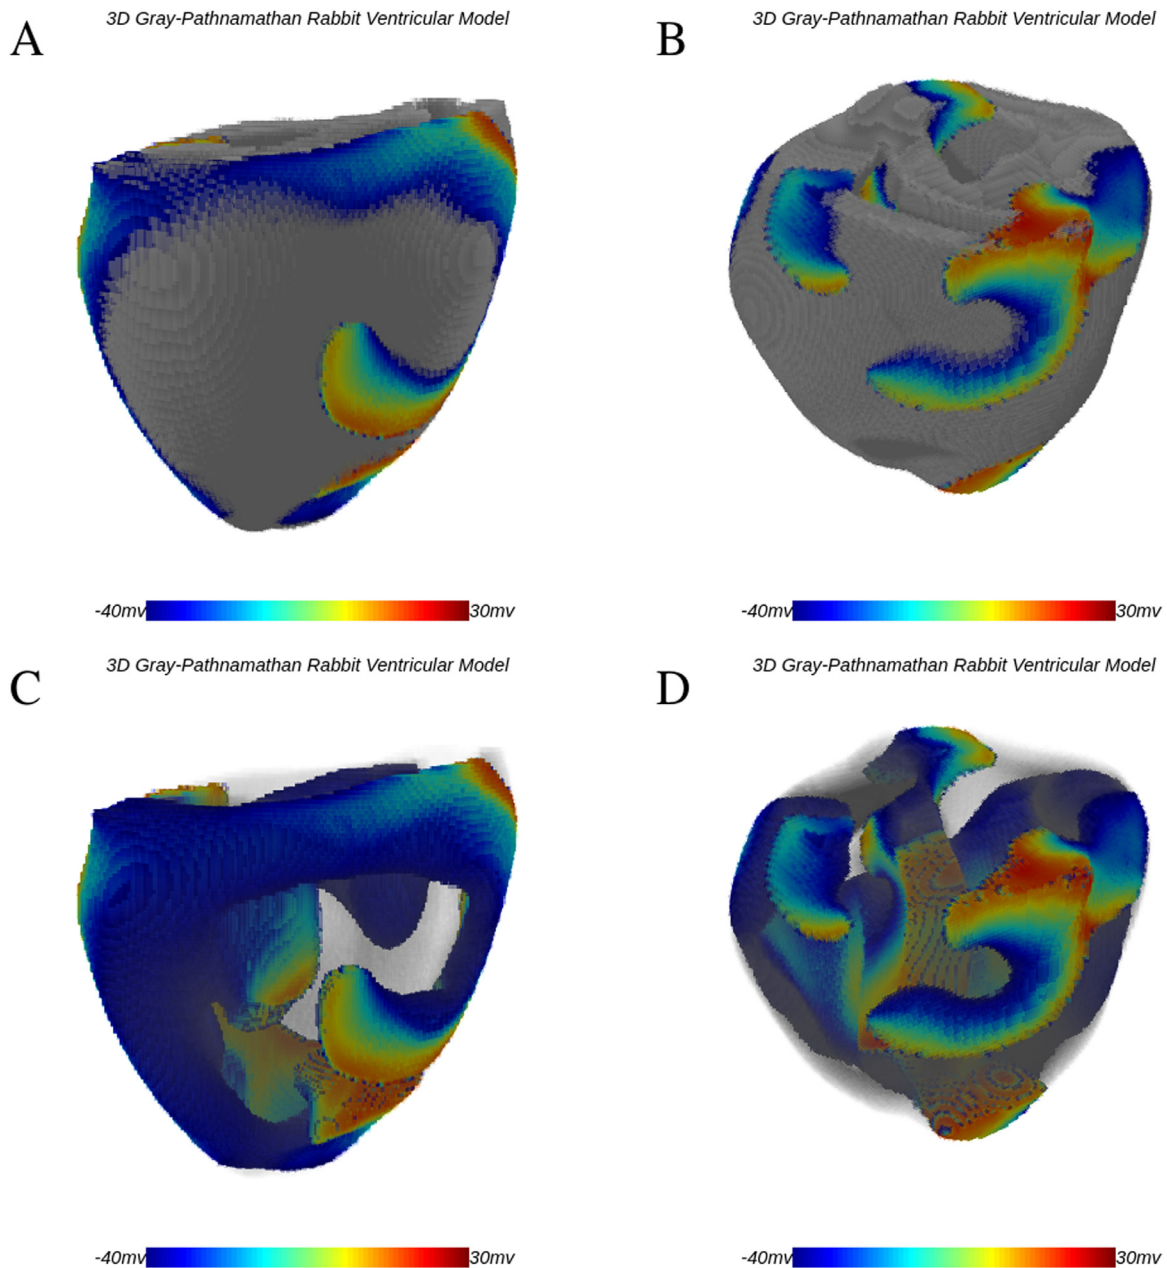 3D Gray-Pathnamathan Rabbit Ventricular Model
A
-40mv 30mv
3D Gray-Pathnamathan Rabbit Ventricular Model
B
-40mv 30mv
3D Gray-Pathnamathan Rabbit Ventricular Model
C
-40mv 30mv
3D Gray-Pathnamathan Rabbit Ventricular Model
D
-40mv 30mv